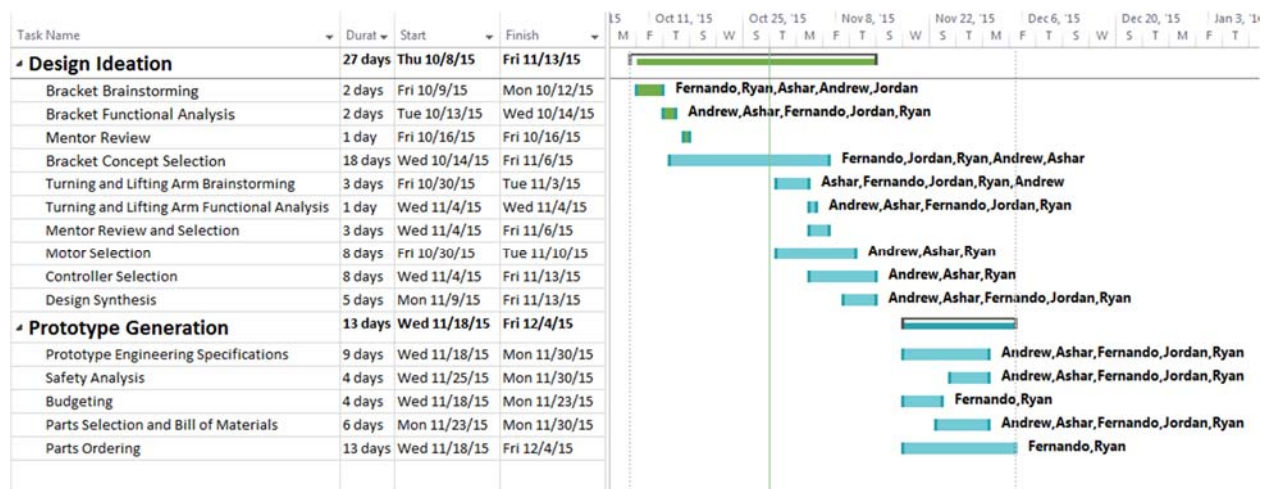 15 Oct 11, '15 Oct 25, '15 Nov 8, '15 Nov 22, '15 Dec 6, '15 Dec 20, '15 Jan 3,
Task Name Durat Start Finish M F T S W S T M F T S W S T M F T S W S T M F T
Design Ideation 27 days Thu 10/8/15 Fri 11/13/15
Bracket Brainstorming 2 days Fri 10/9/15 Mon 10/12/15 Fernando,Ryan,Ashar,Andrew,Jordan
Bracket Functional Analysis 2 days Tue 10/13/15 Wed 10/14/15 Andrew,Ashar,Fernando,Jordan,Ryan
Mentor Review 1 day Fri 10/16/15 Fri 10/16/15
Bracket Concept Selection 18 days Wed 10/14/15 Fri 11/6/15 Fernando,Jordan,Ryan,Andrew,Ashar
Turning and Lifting Arm Brainstorming 3 days Fri 10/30/15 Tue 11/3/15 Ashar,Fernando,Jordan,Ryan,Andrew
Turning and Lifting Arm Functional Analysis 1 day Wed 11/4/15 Wed 11/4/15 Andrew,Ashar,Fernando,Jordan,Ryan
Mentor Review and Selection 3 days Wed 11/4/15 Fri 11/6/15
Motor Selection 8 days Fri 10/30/15 Tue 11/10/15 Andrew,Ashar,Ryan
Controller Selection 8 days Wed 11/4/15 Fri 11/13/15 Andrew,Ashar,Ryan
Design Synthesis 5 days Mon 11/9/15 Fri 11/13/15 Andrew,Ashar,Fernando,Jordan,Ryan
Prototype Generation 13 days Wed 11/18/15 Fri 12/4/15
Prototype Engineering Specifications 9 days Wed 11/18/15 Mon 11/30/15 Andrew,Ashar,Fernando,Jordan,Ryan
Safety Analysis 4 days Wed 11/25/15 Mon 11/30/15 Andrew,Ashar,Fernando,Jordan,Ryan
Budgeting 4 days Wed 11/18/15 Mon 11/23/15 Fernando,Ryan
Parts Selection and Bill of Materials 6 days Mon 11/23/15 Mon 11/30/15 Andrew,Ashar,Fernando,Jordan,Ryan
Parts Ordering 13 days Wed 11/18/15 Fri 12/4/15 Fernando,Ryan